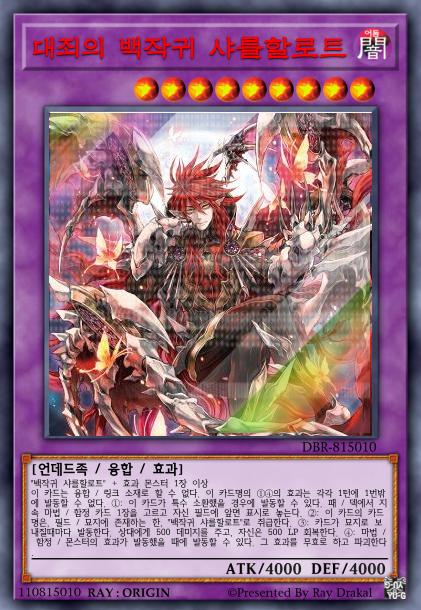 대죄의 백작귀 샤를할로트
어둠
闇
DBR-815010
[언데드족 / 융합 / 효과]
"백작귀 샤를할로트" + 효과 몬스터 1장 이상
이 카드는 융합 / 링크 소재로 할 수 없다. 이 카드명의 ①④의 효과는 각각 1턴에 1번밖
에 발동할 수 없다. ①: 이 카드가 특수 소환했을 경우에 발동할 수 있다. 패 / 덱에서 지
속 마법 / 함정 카드 1장을 고르고 자신 필드에 앞면 표시로 놓는다. ②: 이 카드의 카드
명은, 필드 / 묘지에 존재하는 한, "백작귀 샤를할로트"로 취급한다. ③: 카드가 묘지로 보
내질때마다 발동한다. 상대에게 500 데미지를 주고, 자신은 500 LP 회복한다. ④: 마법 /
함정 / 몬스터의 효과가 발동했을 때에 발동할 수 있다. 그 효과를 무효로 하고 파괴한다
ATK/4000 DEF/4000
110815010 RAY : ORIGIN ©Presented By Ray Drakal